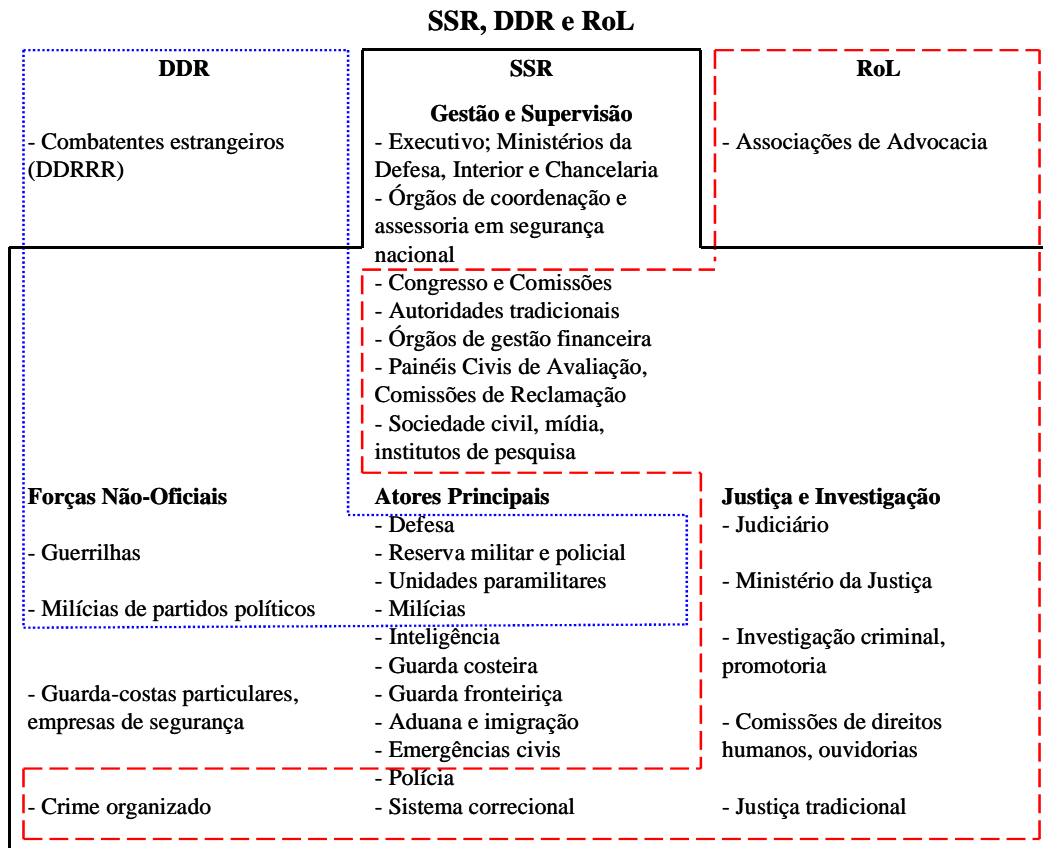 SSR, DDR e RoL
DDR
- Combatentes estrangeiros
(DDRRR)
SSR
Gestão e Supervisão
- Executivo; Ministérios da
Defesa, Interior e Chancelaria
- Órgãos de coordenação e
assessoria em segurança
nacional
- Congresso e Comissões
- Autoridades tradicionais
- Órgãos de gestão financeira
- Painéis Civis de Avaliação,
Comissões de Reclamação
- Sociedade civil, mídia,
institutos de pesquisa
RoL
- Associações de Advocacia
Forças Não-Oficiais
- Guerrilhas
- Milícias de partidos políticos
- Guarda-costas particulares,
empresas de segurança
- Crime organizado
Atores Principais
- Defesa
- Reserva militar e policial
- Unidades paramilitares
- Milícias
- Inteligência
- Guarda costeira
- Guarda fronteiriça
- Aduana e imigração
- Emergências civis
- Polícia
- Sistema correcional
Justiça e Investigação
- Judiciário
- Ministério da Justiça
- Investigação criminal,
promotoria
- Comissões de direitos
humanos, ouvidorias
- Justiça tradicional